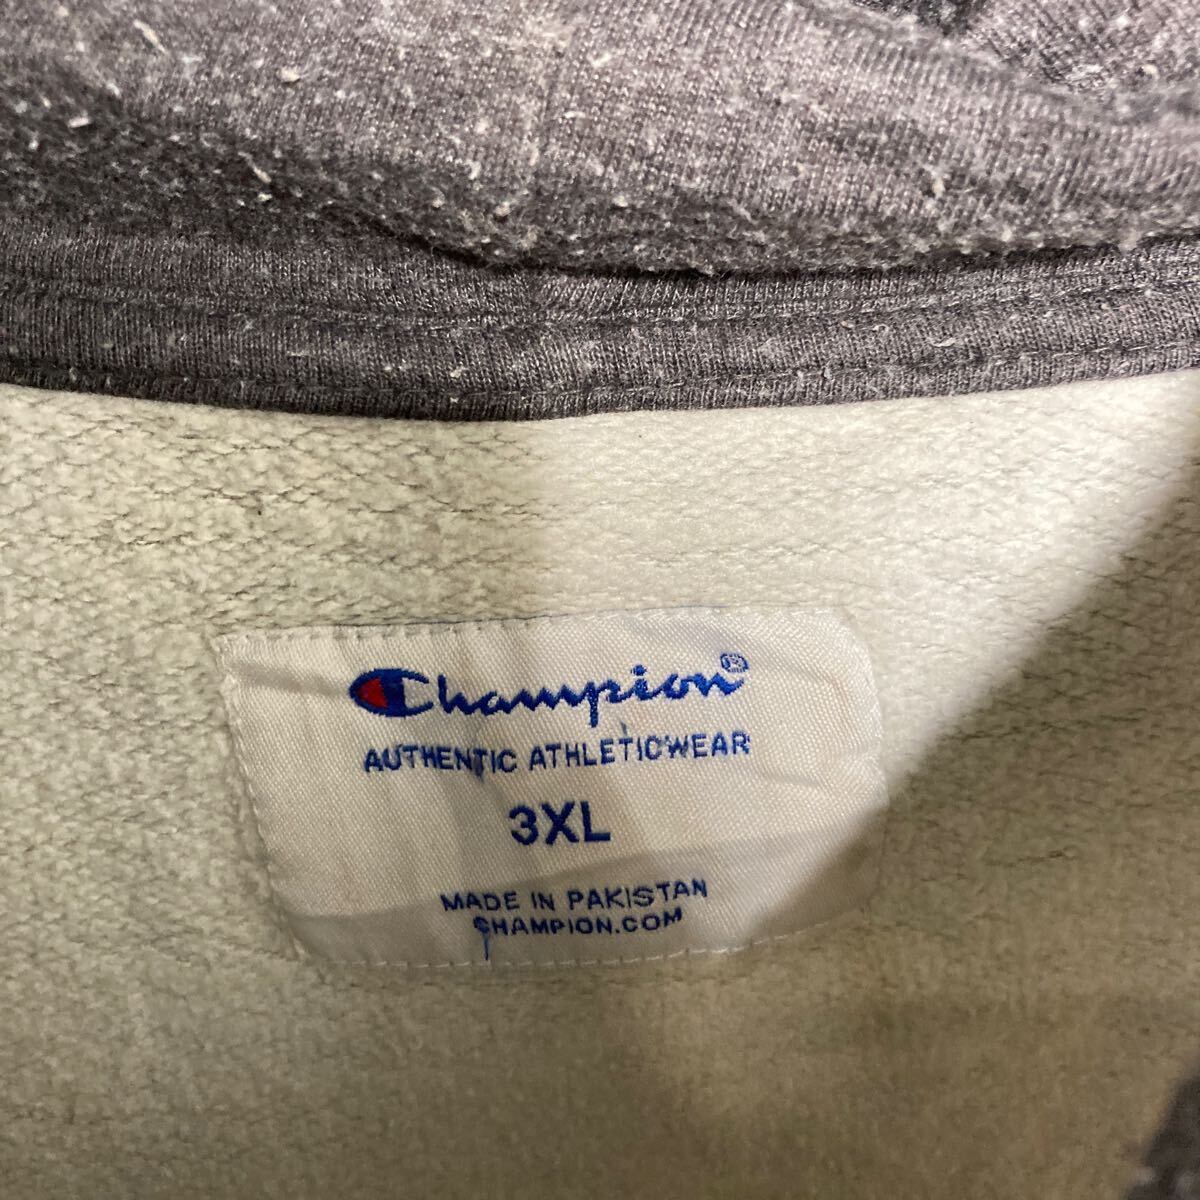 Champion®
AUTHENTIC ATHLETICWEAR
3XL
MADE IN PAKISTAN
CHAMPION.COM